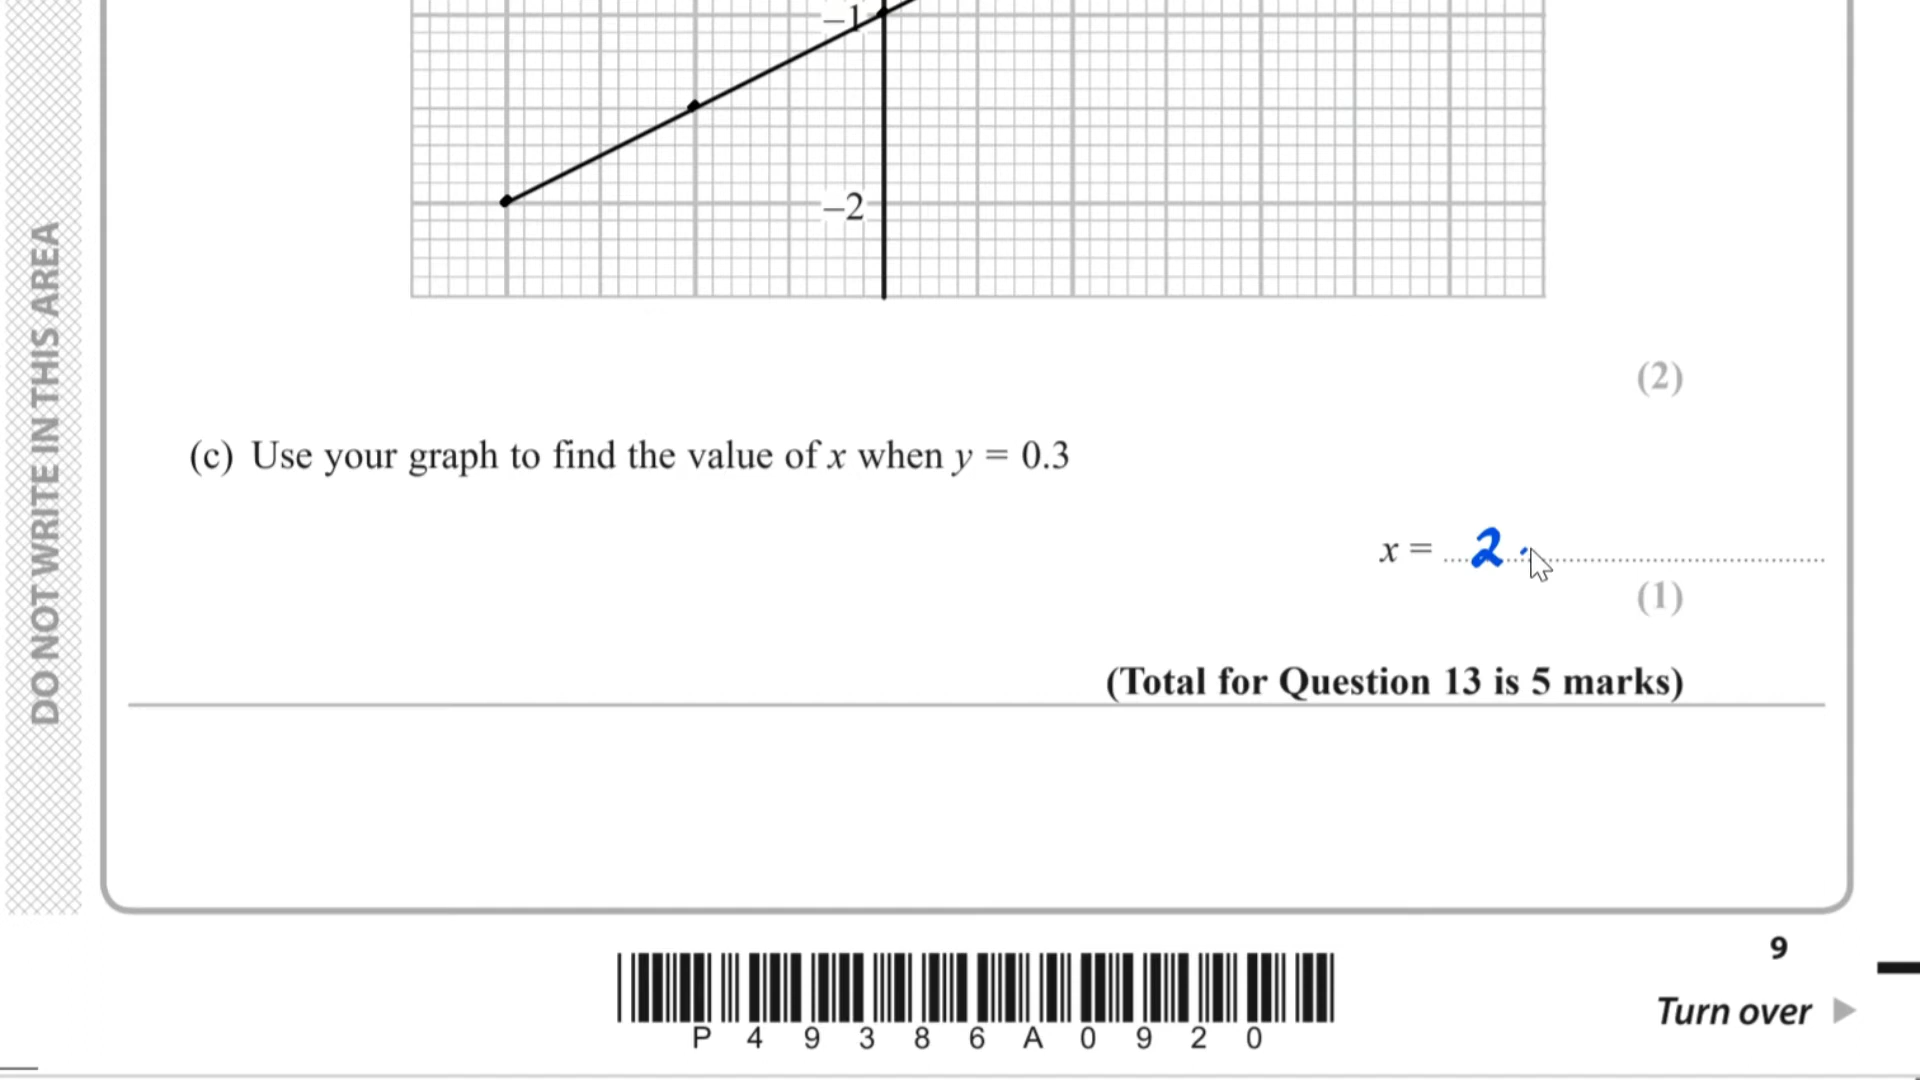 –1
–2
(2)
(c) Use your graph to find the value of x when y = 0.3
x = 2 .
(1)
(Total for Question 13 is 5 marks)
DO NOT WRITE IN THIS AREA
P 4 9 3 8 6 A 0 9 2 0
9
Turn over